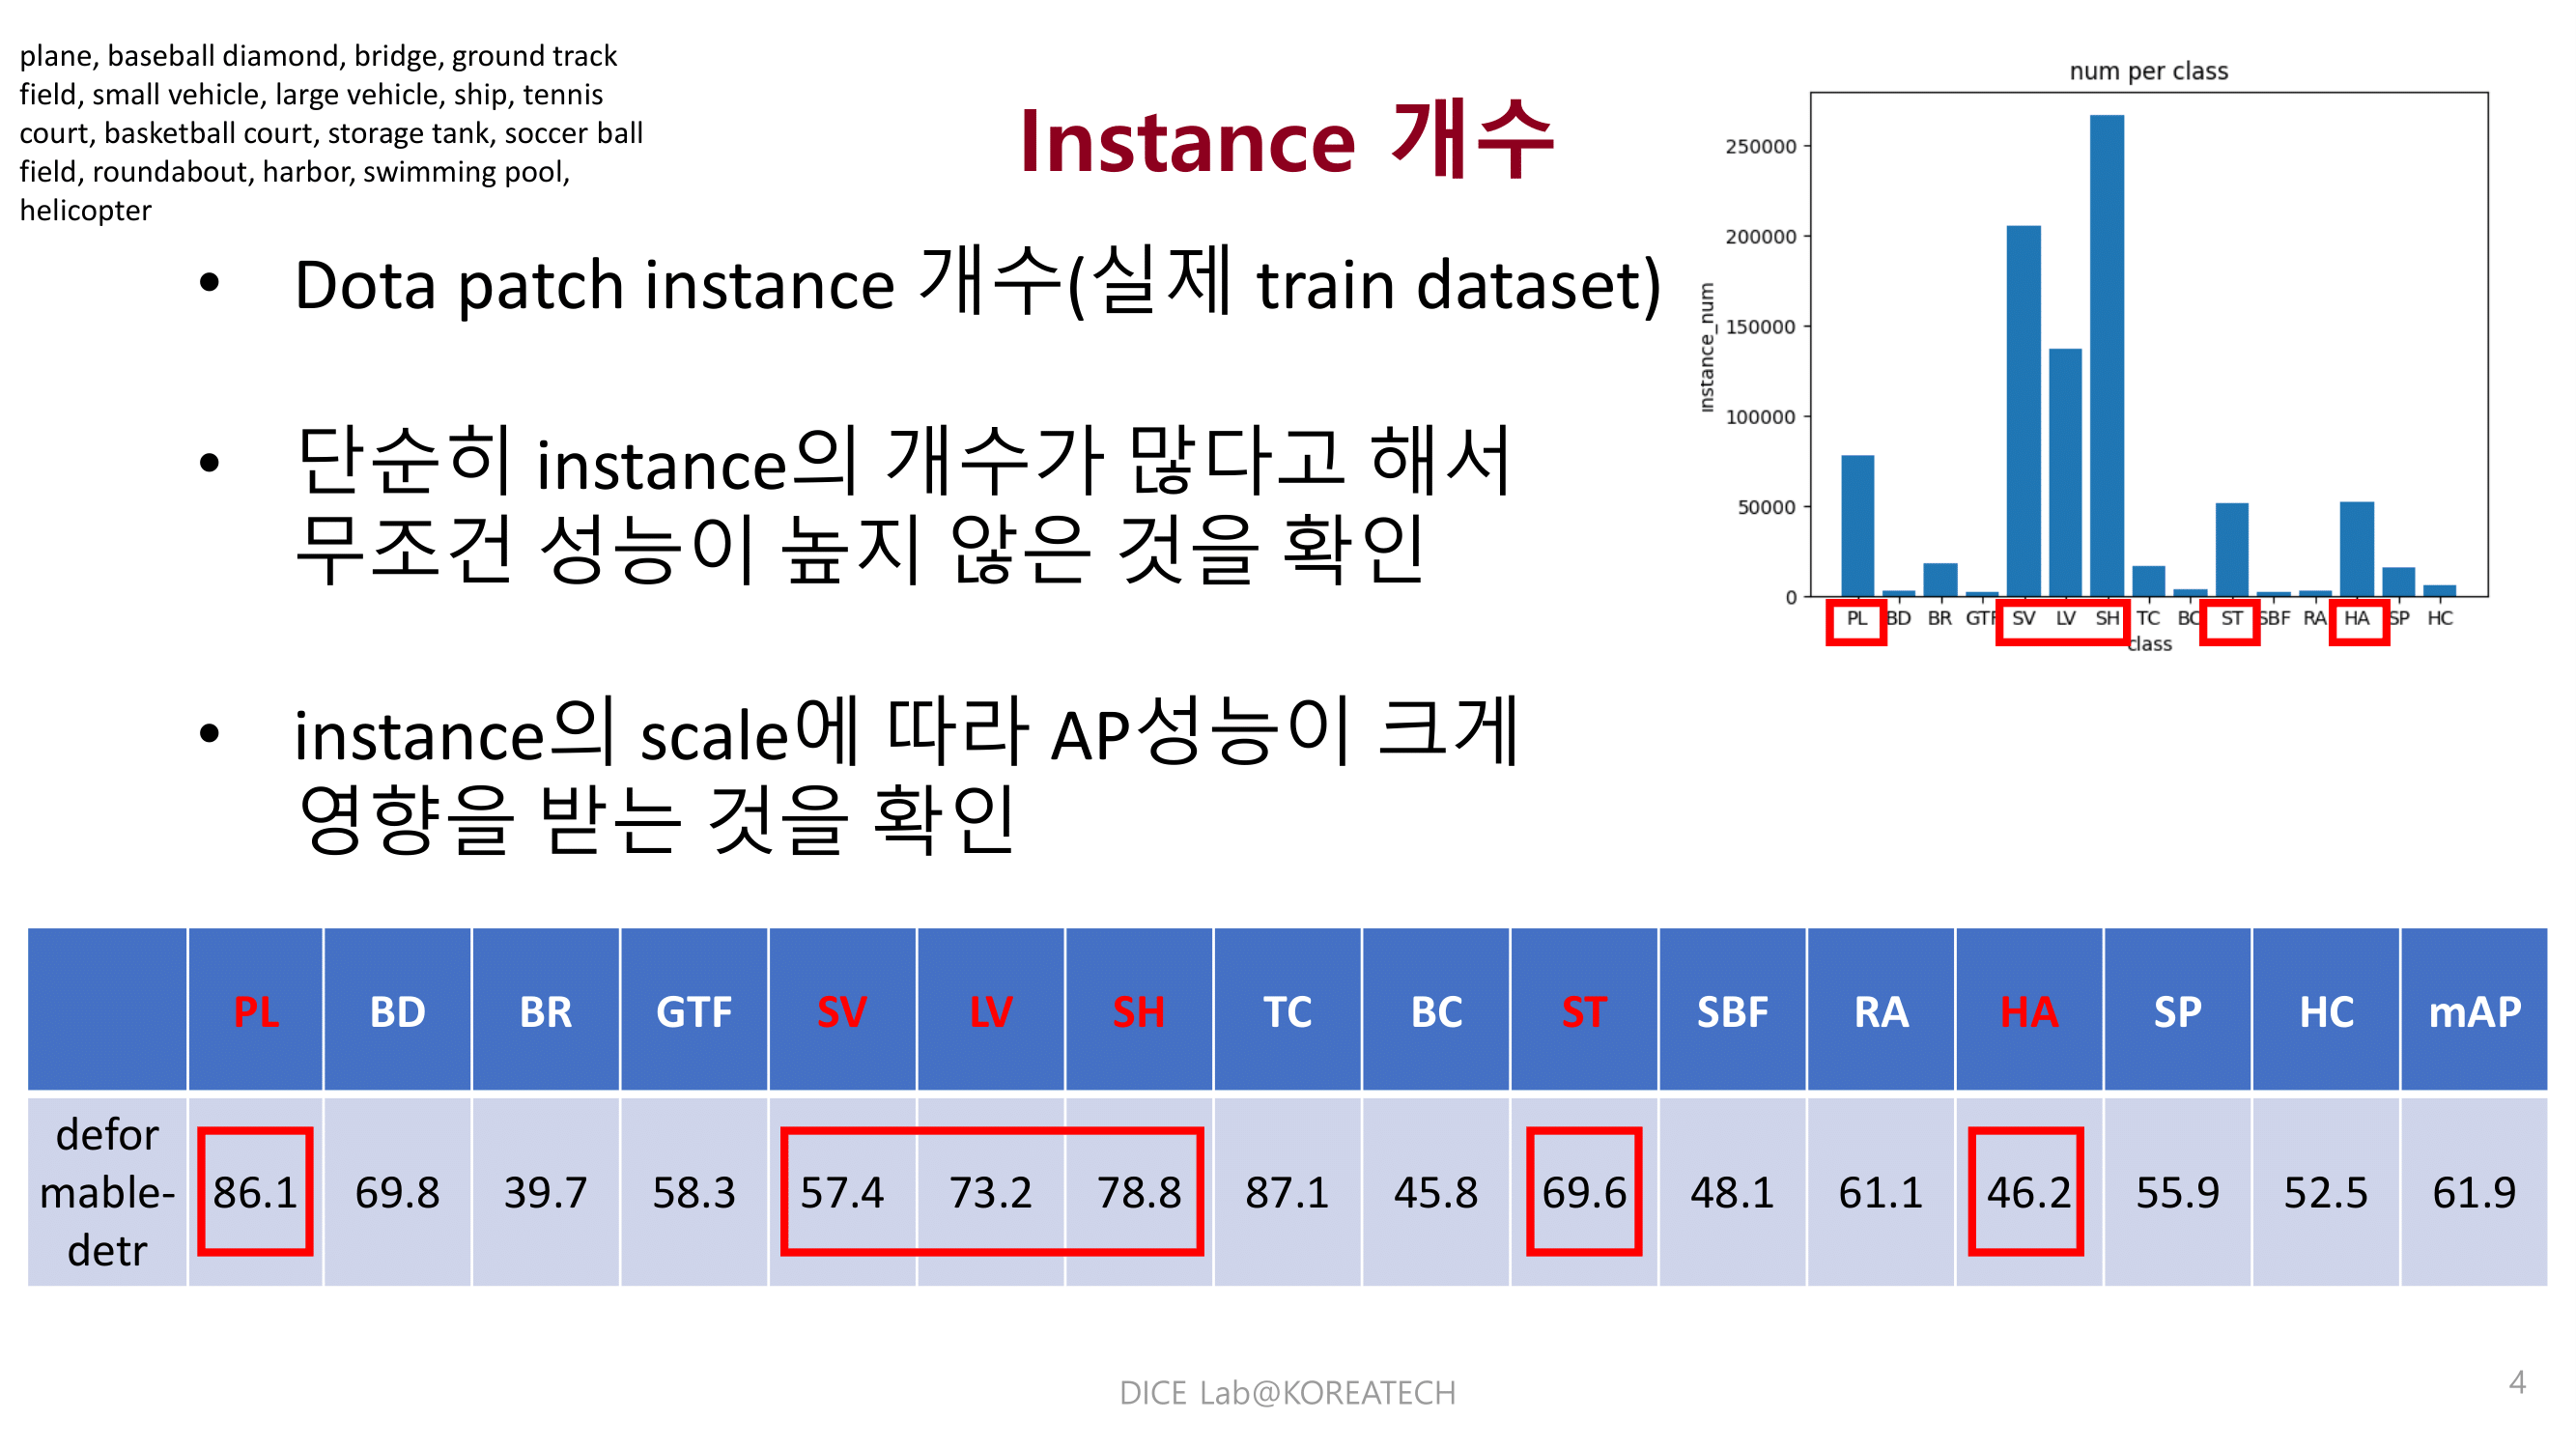 plane, baseball diamond, bridge, ground track
field, small vehicle, large vehicle, ship, tennis
court, basketball court, storage tank, soccer ball
field, roundabout, harbor, swimming pool,
helicopter
Instance 개수
• Dota patch instance 개수(실제 train dataset)
• 단순히 instance의 개수가 많다고 해서
무조건 성능이 높지 않은 것을 확인
• instance의 scale에 따라 AP성능이 크게
영향을 받는 것을 확인
num per class
instance_num
250000
200000
150000
100000
50000
0
PL BD BR GTF SV LV SH TC BC ST SBF RA HA SP HC
class
PL BD BR GTF SV LV SH TC BC ST SBF RA HA SP HC mAP
defor
mable-
detr
86.1 69.8 39.7 58.3 57.4 73.2 78.8 87.1 45.8 69.6 48.1 61.1 46.2 55.9 52.5 61.9
DICE Lab@KOREATECH
4